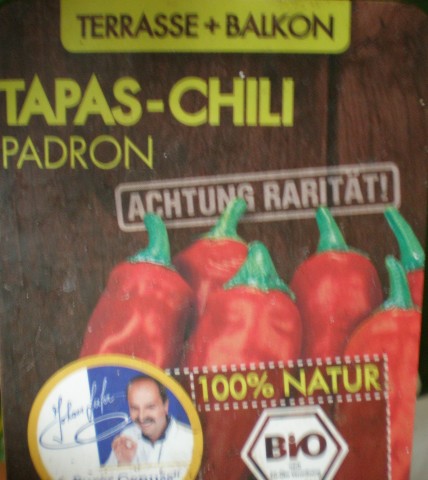 TERRASSE + BALKON
TAPAS-CHILI
PADRON
ACHTUNG RARITÄT!
100% NATUR
BIO